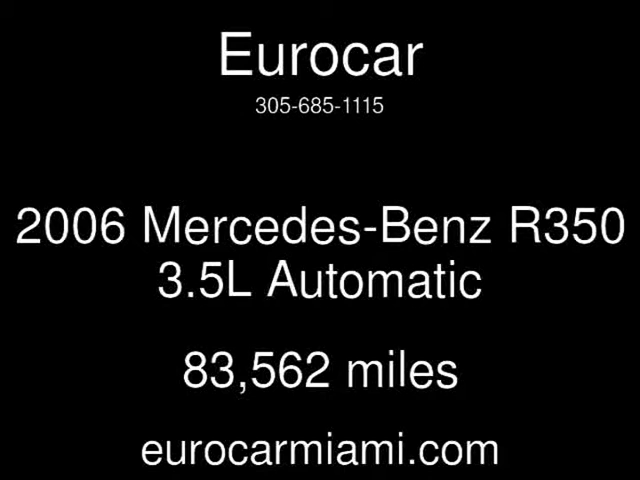 Eurocar
305-685-1115
2006 Mercedes-Benz R350
3.5L Automatic
83,562 miles
eurocarmiami.com